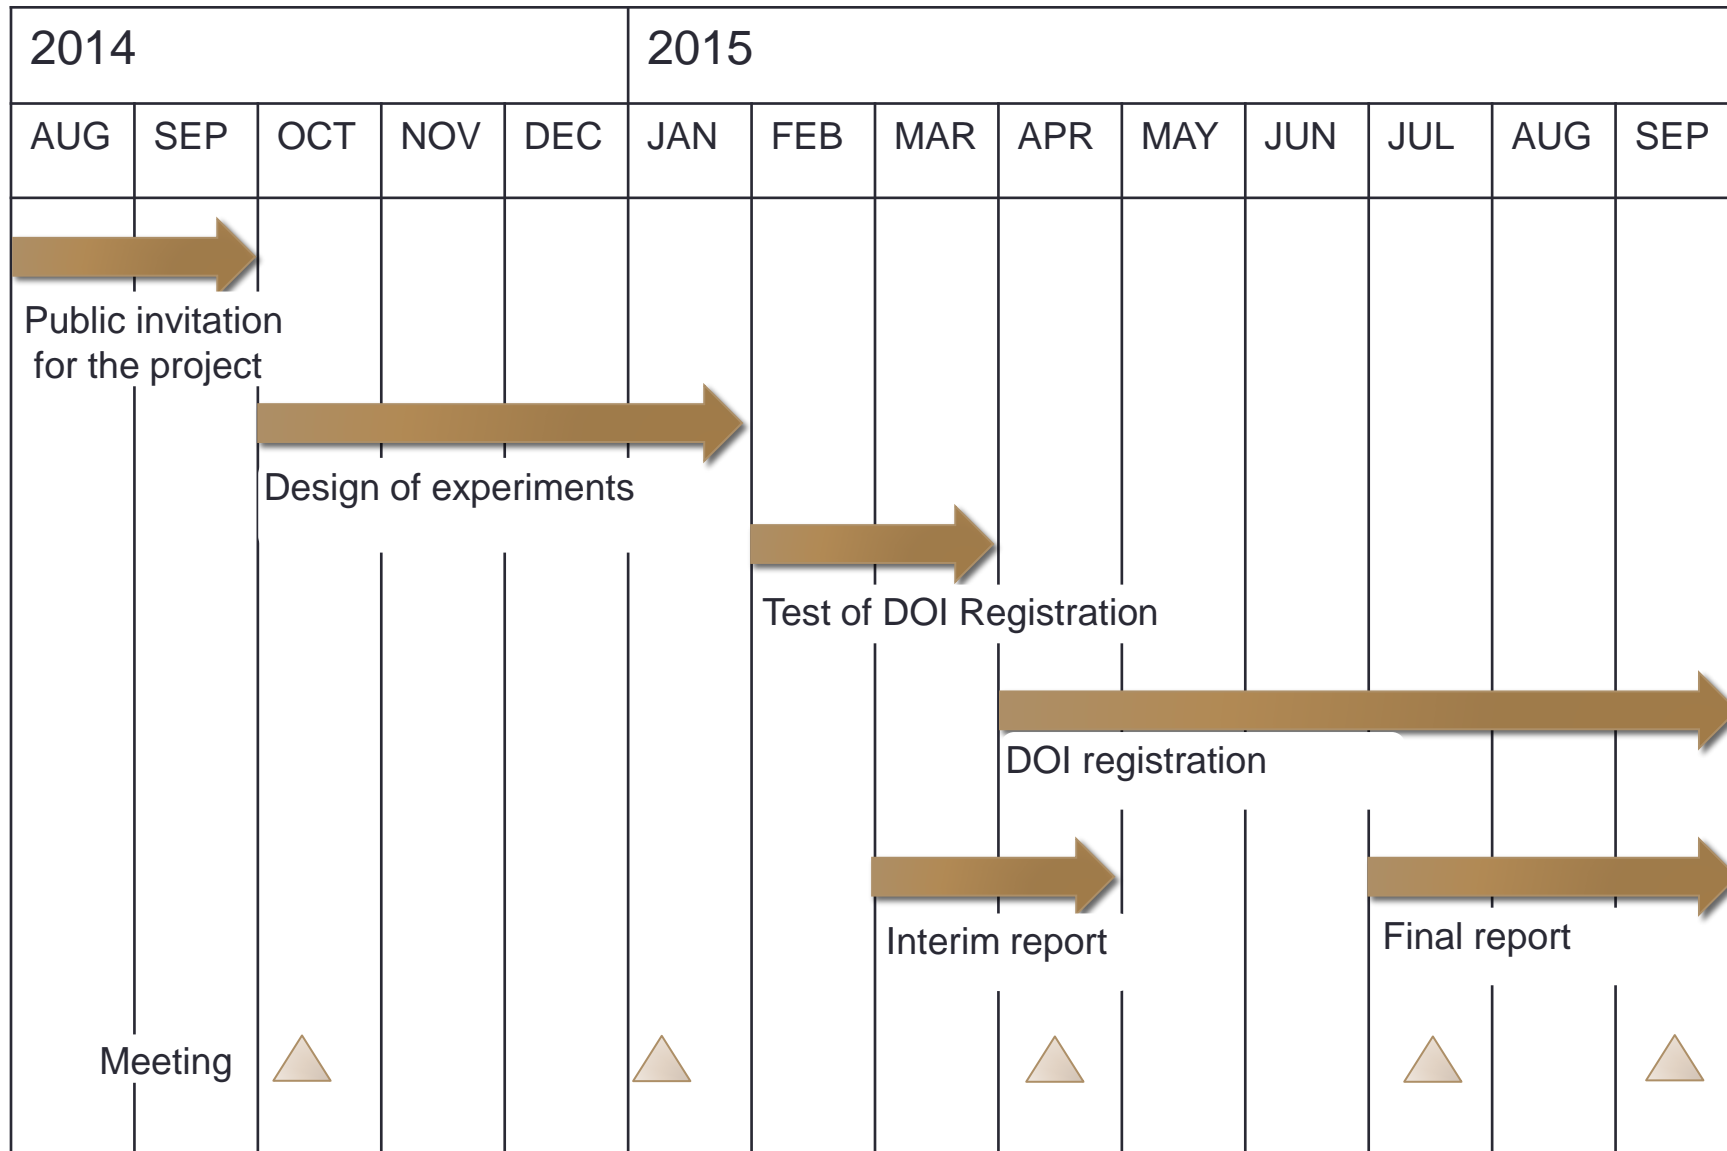 2014 2015
AUG SEP OCT NOV DEC JAN FEB MAR APR MAY JUN JUL AUG SEP
Public invitation
for the project
Design of experiments
Test of DOI Registration
DOI registration
Interim report Final report
Meeting